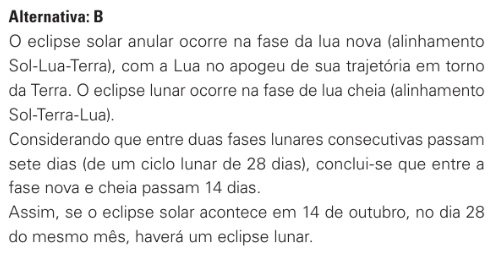 Alternativa: B
O eclipse solar anular ocorre na fase da lua nova (alinhamento
Sol-Lua-Terra), com a Lua no apogeu de sua trajetória em torno
da Terra. O eclipse lunar ocorre na fase de lua cheia (alinhamento
Sol-Terra-Lua).
Considerando que entre duas fases lunares consecutivas passam
sete dias (de um ciclo lunar de 28 dias), conclui-se que entre a
fase nova e cheia passam 14 dias.
Assim, se o eclipse solar acontece em 14 de outubro, no dia 28
do mesmo mês, haverá um eclipse lunar.